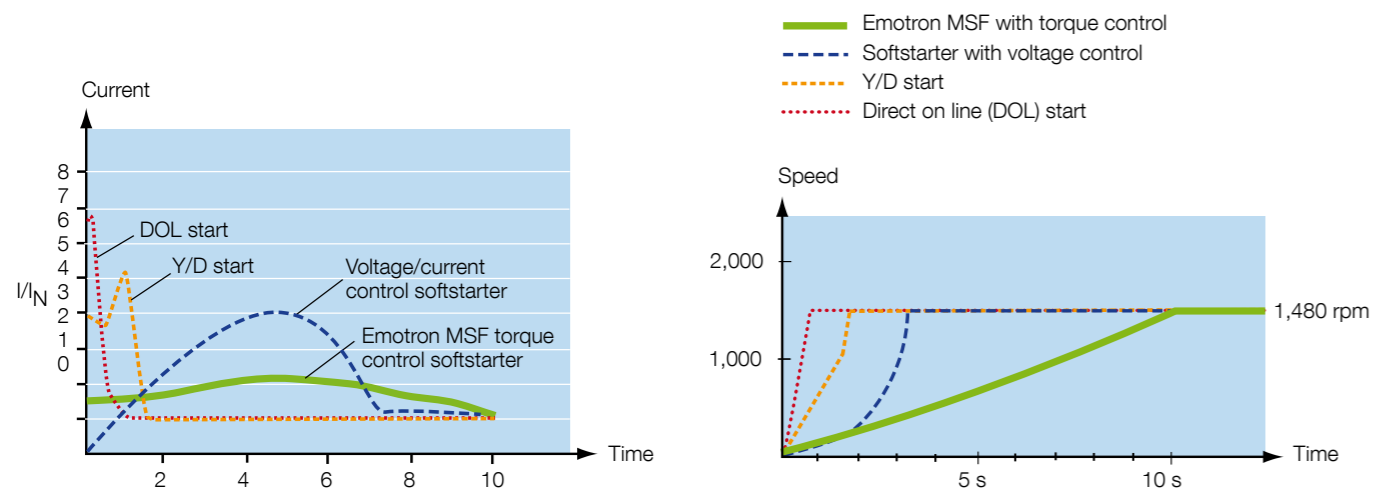 Emotron MSF with torque control
Softstarter with voltage control
Y/D start
Direct on line (DOL) start
Current
8
7
6
5
4
3
2
1
0
I/IN
DOL start
Y/D start
Voltage/current
control softstarter
Emotron MSF torque
control softstarter
2
4
6
8
10
Time
Speed
2,000
1,000
1,480 rpm
5 s
10 s
Time